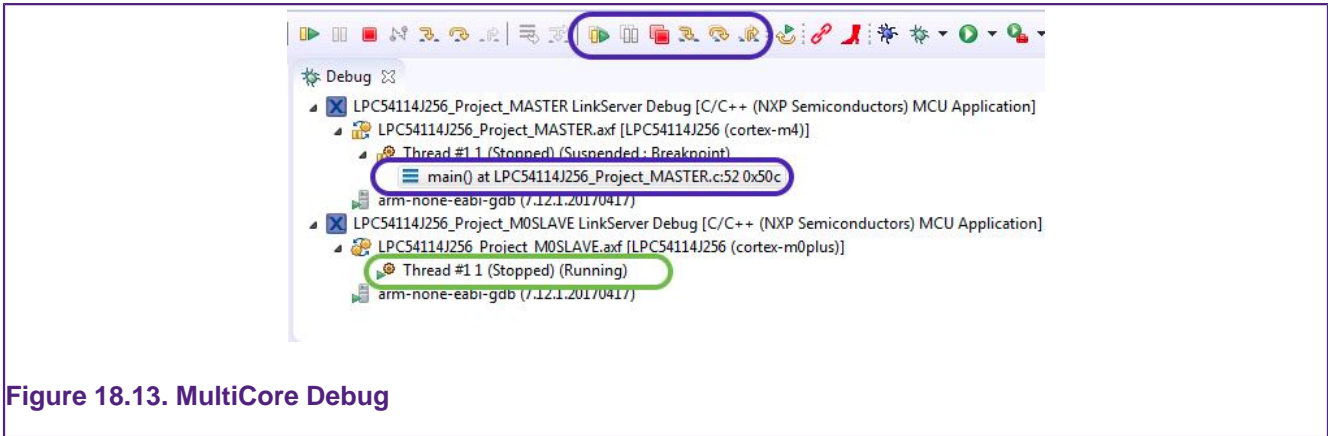 Debug
LPC54114J256_Project_MASTER LinkServer Debug [C/C++ (NXP Semiconductors) MCU Application]
LPC54114J256_Project_MASTER.axf [LPC54114J256 (cortex-m4)]
Thread #1 1 (Stopped) (Suspended : Breakpoint)
main() at LPC54114J256_Project_MASTER.c:52 0x50c
arm-none-eabi-gdb (7.12.1.20170417)
LPC54114J256_Project_M0SLAVE LinkServer Debug [C/C++ (NXP Semiconductors) MCU Application]
LPC54114J256_Project_M0SLAVE.axf [LPC54114J256 (cortex-m0plus)]
Thread #1 1 (Stopped) (Running)
arm-none-eabi-gdb (7.12.1.20170417)
Figure 18.13. MultiCore Debug